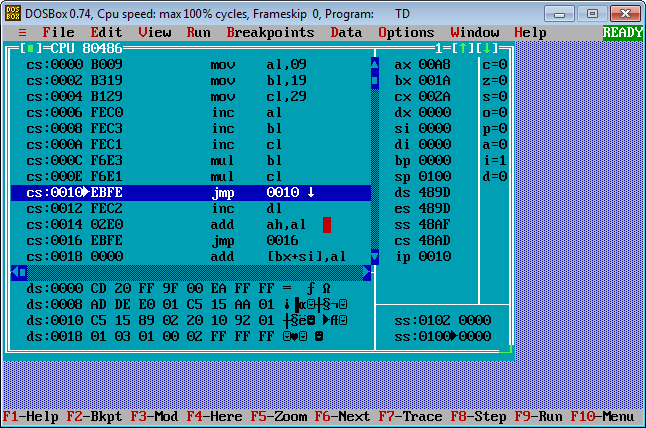 DOSBox 0.74, Cpu speed: max 100% cycles, Frameskip 0, Program: TD
≡ File Edit View Run Breakpoints Data Options Window Help READY
[■]=CPU 80486 1=[↑][↓]
cs:0000 B009 mov al,09 ax 00A8 c=0
cs:0002 B319 mov bl,19 bx 001A z=0
cs:0004 B129 mov cl,29 cx 002A s=0
cs:0006 FEC0 inc al dx 0000 o=0
cs:0008 FEC3 inc bl si 0000 p=0
cs:000A FEC1 inc cl di 0000 a=0
cs:000C F6E3 mul bl bp 0000 i=1
cs:000E F6E1 mul cl sp 0100 d=0
cs:0010►EBFE jmp 0010 ↓ ds 489D
cs:0012 FEC2 inc dl es 489D
cs:0014 02E0 add ah,al ss 48AF
cs:0016 EBFE jmp 0016 cs 48AD
cs:0018 0000 add [bx+si],al ip 0010
ds:0000 CD 20 FF 9F 00 EA FF FF = ƒ Ω
ds:0008 AD DE E0 01 C5 15 AA 01 ¡▐α☺┼§¬☺
ds:0010 C5 15 89 02 20 10 92 01 ┼§ë☻ ►Æ☺ ss:0102 0000
ds:0018 01 03 01 00 02 FF FF FF ☺♥☺ ☻ ss:0100►0000
F1-Help F2-Bkpt F3-Mod F4-Here F5-Zoom F6-Next F7-Trace F8-Step F9-Run F10-Menu